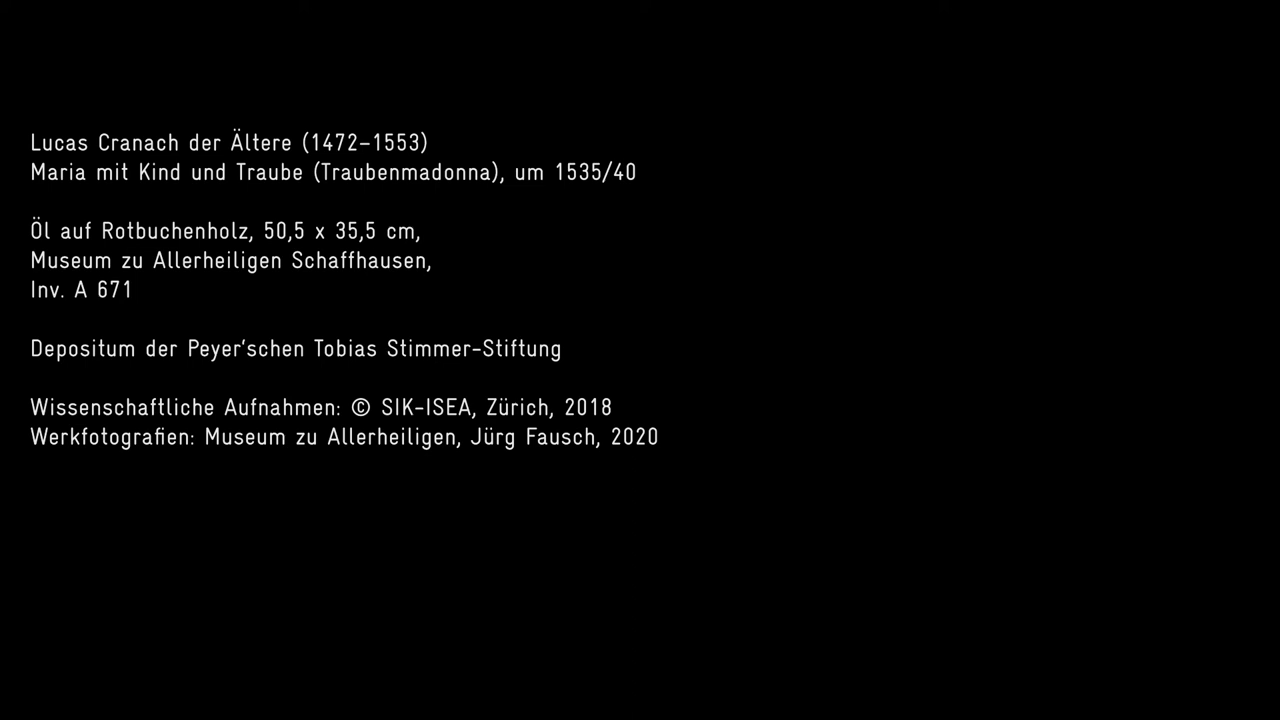 Lucas Cranach der Ältere (1472–1553)
Maria mit Kind und Traube (Traubenmadonna), um 1535/40
Öl auf Rotbuchenholz, 50,5 x 35,5 cm,
Museum zu Allerheiligen Schaffhausen,
Inv. A 671
Depositum der Peyer’schen Tobias Stimmer-Stiftung
Wissenschaftliche Aufnahmen: © SIK-ISEA, Zürich, 2018
Werkfotografien: Museum zu Allerheiligen, Jürg Fausch, 2020